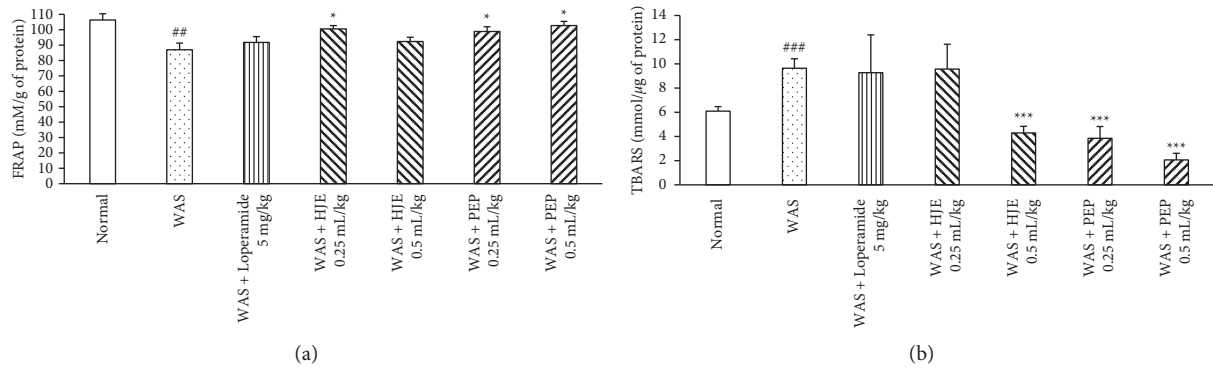 FRAP (mM/g of protein)
110
100
90
80
70
60
50
40
30
20
10
0
##
*
*
*
Normal
WAS
WAS + Loperamide
5 mg/kg
WAS + HJE
0.25 mL/kg
WAS + HJE
0.5 mL/kg
WAS + PEP
0.25 mL/kg
WAS + PEP
0.5 mL/kg
(a)
TBARS (mmol/μg of protein)
14
12
10
8
6
4
2
0
###
***
***
***
Normal
WAS
WAS + Loperamide
5 mg/kg
WAS + HJE
0.25 mL/kg
WAS + HJE
0.5 mL/kg
WAS + PEP
0.25 mL/kg
WAS + PEP
0.5 mL/kg
(b)